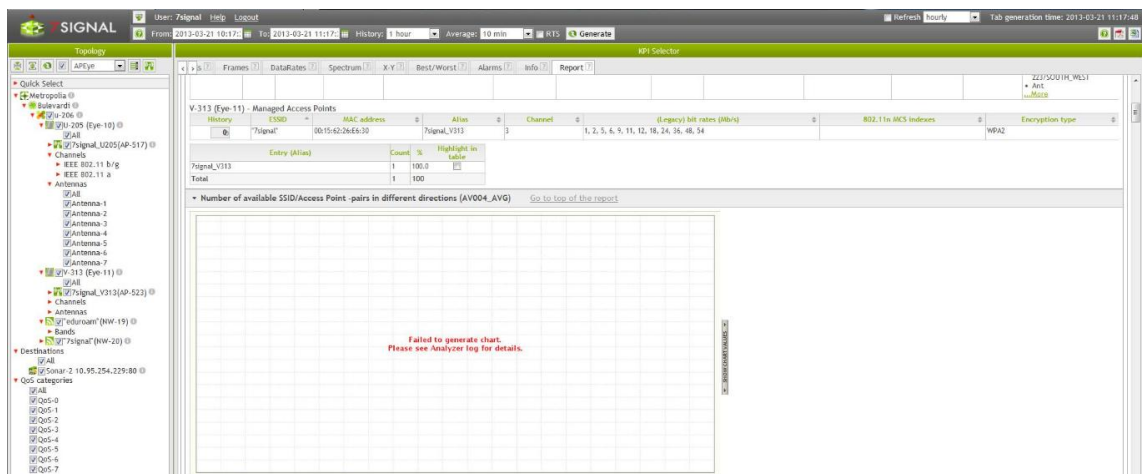 7SIGNAL
User: 7signal Help Logout
Refresh hourly Tab generation time: 2013-03-21 11:17:48
From: 2013-03-21 10:17: To: 2013-03-21 11:17: History: 1 hour Average: 10 min RTS Generate
Topology
KPI Selector
APEye
s Frames DataRates Spectrum X-Y Best/Worst Alarms Info Report
Quick Select
Metropolia
Bulevardi
u-206
U-205 (Eye-10)
All
7signal_U205(AP-517)
Channels
IEEE 802.11 b/g
IEEE 802.11 a
Antennas
All
Antenna-1
Antenna-2
Antenna-3
Antenna-4
Antenna-5
Antenna-6
Antenna-7
V-313 (Eye-11)
All
7signal_V313(AP-523)
Channels
Antennas
"eduroam"(NW-19)
Bands
"7signal"(NW-20)
Destinations
All
Sonar-2 10.95.254.229:80
QoS categories
All
QoS-0
QoS-1
QoS-2
QoS-3
QoS-4
QoS-5
QoS-6
QoS-7
223/SOUTH_WEST
Ant
...More
V-313 (Eye-11) - Managed Access Points
History ESSID MAC address Alias Channel (Legacy) bit rates (Mb/s) 802.11n MCS indexes Encryption type
"7signal" 00:15:62:26:E6:30 7signal_V313 3 1, 2, 5, 6, 9, 11, 12, 18, 24, 36, 48, 54 WPA2
Entry (Alias) Count % Highlight in table
7signal_V313 1 100.0
Total 1 100
Number of available SSID/Access Point -pairs in different directions (AV004_AVG) Go to top of the report
Failed to generate chart.
Please see Analyzer log for details.
SHOW CHART VALUES